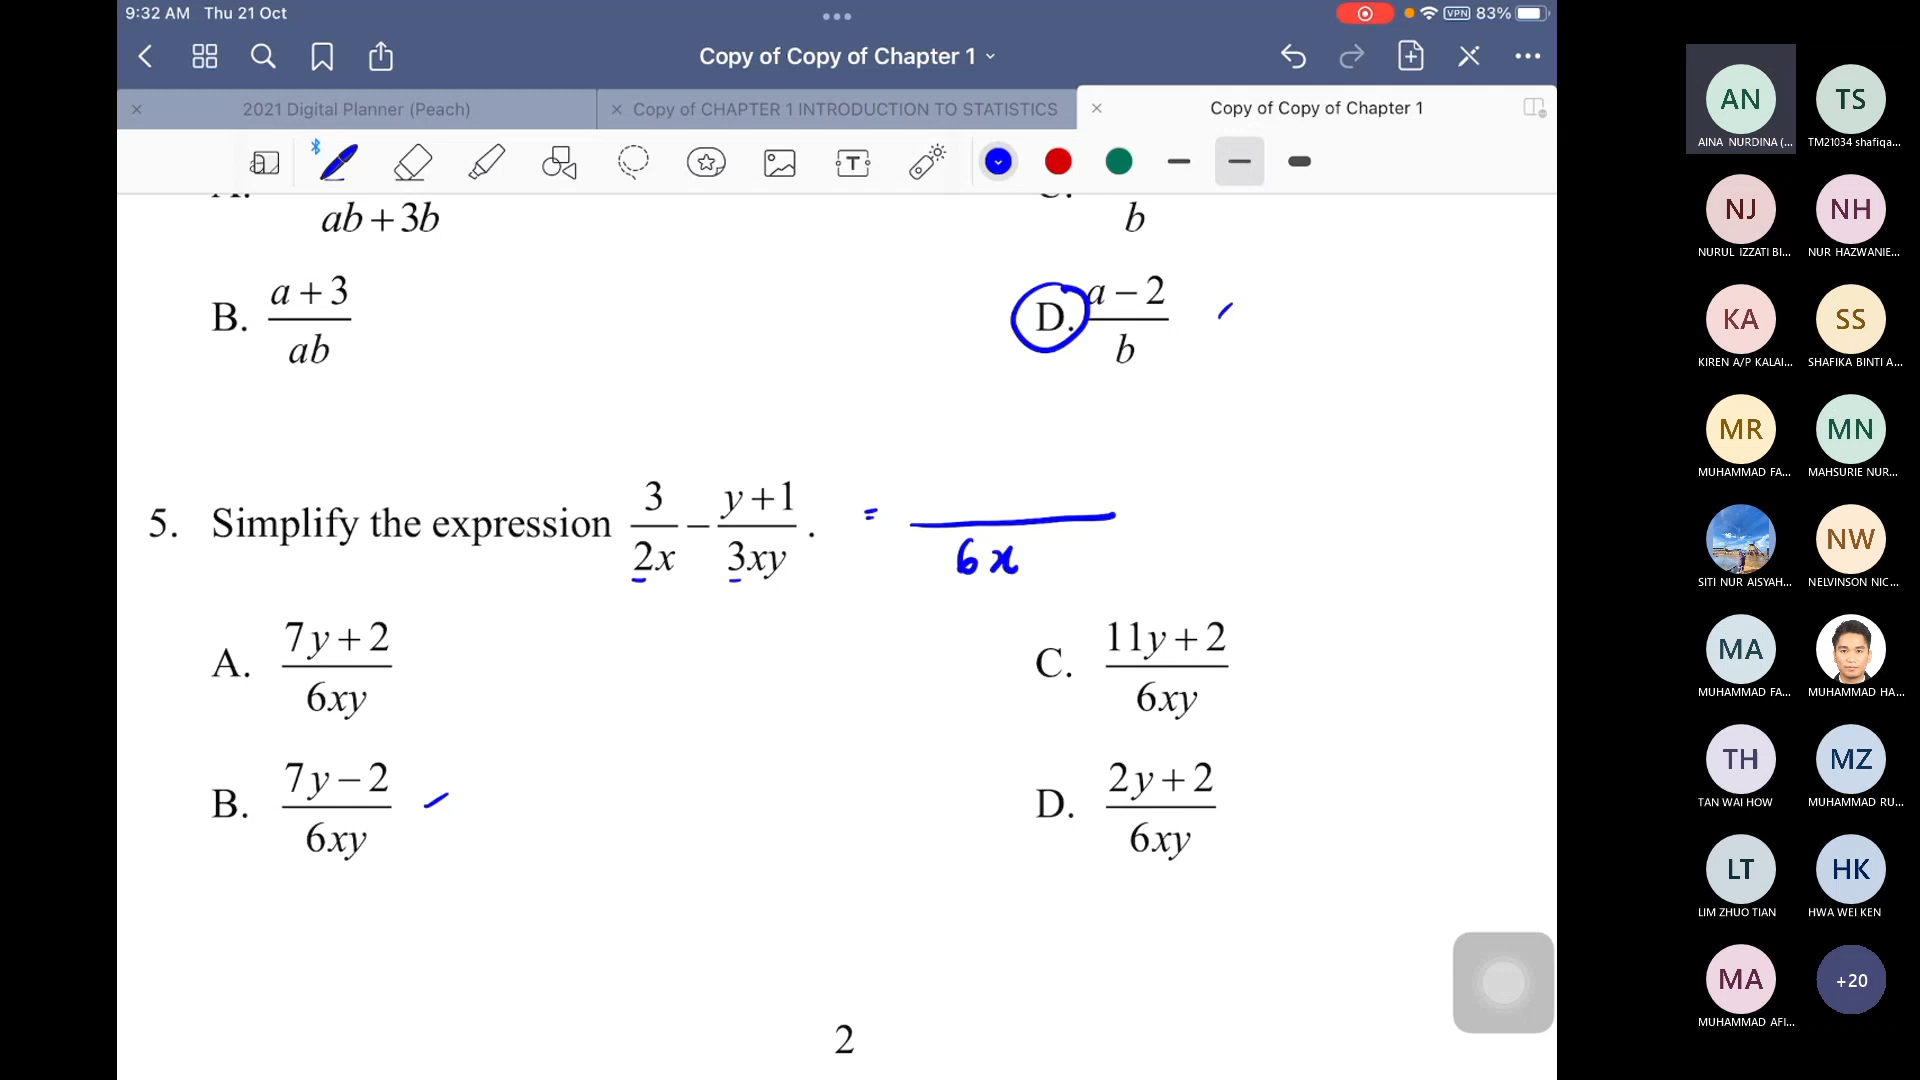 9:32 AM Thu 21 Oct
VPN 83%
Copy of Copy of Chapter 1
2021 Digital Planner (Peach)
Copy of CHAPTER 1 INTRODUCTION TO STATISTICS
Copy of Copy of Chapter 1
T
ab + 3b
b
B. a + 3
ab
D. a − 2
b
5. Simplify the expression 3/2x − y + 1/3xy . =
6x
A. 7y + 2
6xy
C. 11y + 2
6xy
B. 7y − 2
6xy
D. 2y + 2
6xy
2
AN
AINA NURDINA (...
TS
TM21034 shafiqa...
NJ
NURUL IZZATI BI...
NH
NUR HAZWANIE...
KA
KIREN A/P KALAI...
SS
SHAFIKA BINTI A...
MR
MUHAMMAD FA...
MN
MAHSURIE NUR...
SITI NUR AISYAH...
NW
NELVINSON NIC...
MA
MUHAMMAD FA...
MUHAMMAD HA...
TH
TAN WAI HOW
MZ
MUHAMMAD RU...
LT
LIM ZHUO TIAN
HK
HWA WEI KEN
MA
MUHAMMAD AFI...
+20